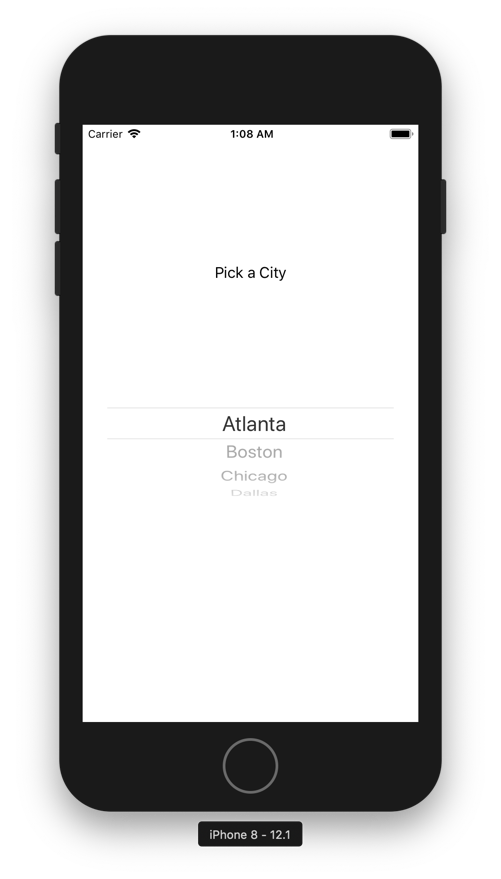 Carrier 1:08 AM
Pick a City
Atlanta
Boston
Chicago
Dallas
iPhone 8 - 12.1